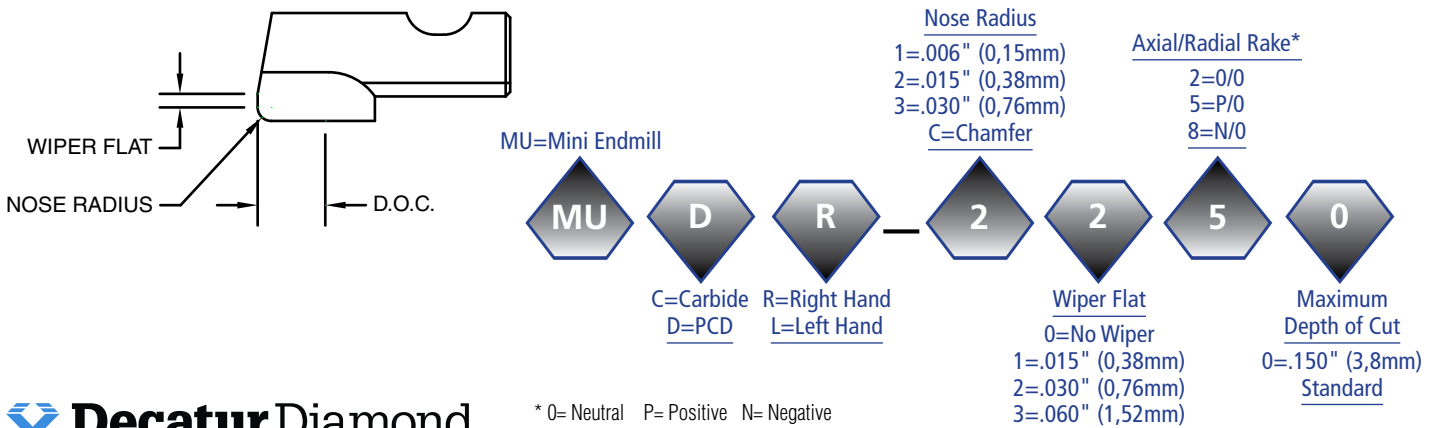 WIPER FLAT
NOSE RADIUS
D.O.C.
Nose Radius
1=.006" (0,15mm)
2=.015" (0,38mm)
3=.030" (0,76mm)
C=Chamfer
Axial/Radial Rake*
2=0/0
5=P/0
8=N/0
MU=Mini Endmill
MU D R _ 2 2 5 0
C=Carbide
D=PCD
R=Right Hand
L=Left Hand
Wiper Flat
0=No Wiper
1=.015" (0,38mm)
2=.030" (0,76mm)
3=.060" (1,52mm)
Maximum
Depth of Cut
0=.150" (3,8mm)
Standard
Decatur Diamond
* 0= Neutral P= Positive N= Negative